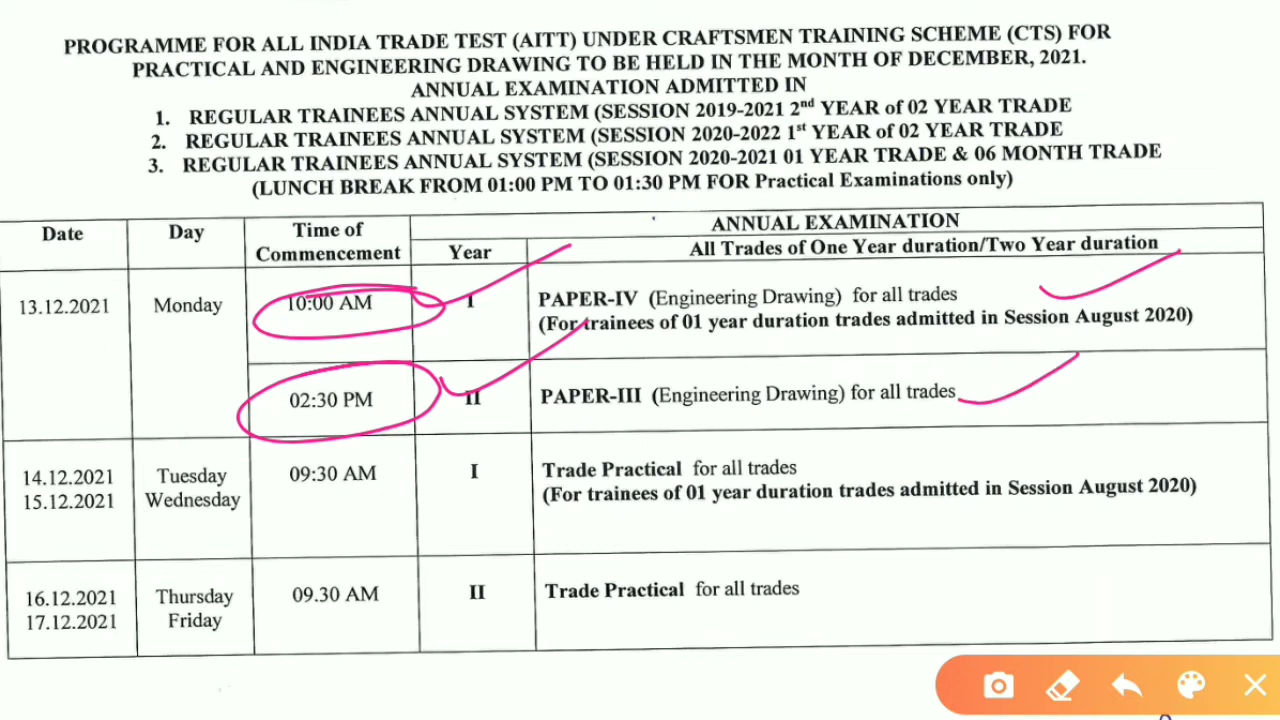 PROGRAMME FOR ALL INDIA TRADE TEST (AITT) UNDER CRAFTSMEN TRAINING SCHEME (CTS) FOR
PRACTICAL AND ENGINEERING DRAWING TO BE HELD IN THE MONTH OF DECEMBER, 2021.
ANNUAL EXAMINATION ADMITTED IN
1. REGULAR TRAINEES ANNUAL SYSTEM (SESSION 2019-2021 2nd YEAR of 02 YEAR TRADE
2. REGULAR TRAINEES ANNUAL SYSTEM (SESSION 2020-2022 1st YEAR of 02 YEAR TRADE
3. REGULAR TRAINEES ANNUAL SYSTEM (SESSION 2020-2021 01 YEAR TRADE & 06 MONTH TRADE
(LUNCH BREAK FROM 01:00 PM TO 01:30 PM FOR Practical Examinations only)
Date Day Time of Commencement ANNUAL EXAMINATION
Year All Trades of One Year duration/Two Year duration
13.12.2021 Monday 10:00 AM I PAPER-IV (Engineering Drawing) for all trades
(For trainees of 01 year duration trades admitted in Session August 2020)
02:30 PM II PAPER-III (Engineering Drawing) for all trades
14.12.2021 Tuesday 09:30 AM I Trade Practical for all trades
15.12.2021 Wednesday (For trainees of 01 year duration trades admitted in Session August 2020)
16.12.2021 Thursday 09.30 AM II Trade Practical for all trades
17.12.2021 Friday